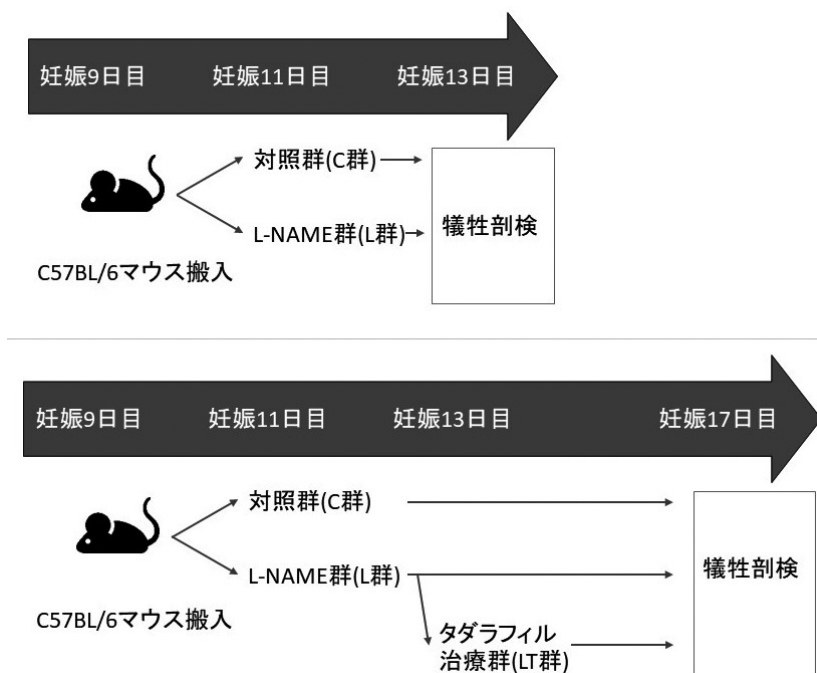 妊娠9日目 妊娠11日目 妊娠13日目
対照群(C群)
L-NAME群(L群)
犠牲剖検
C57BL/6マウス搬入
妊娠9日目 妊娠11日目 妊娠13日目 妊娠17日目
対照群(C群)
L-NAME群(L群)
犠牲剖検
C57BL/6マウス搬入
タダラフィル
治療群(LT群)